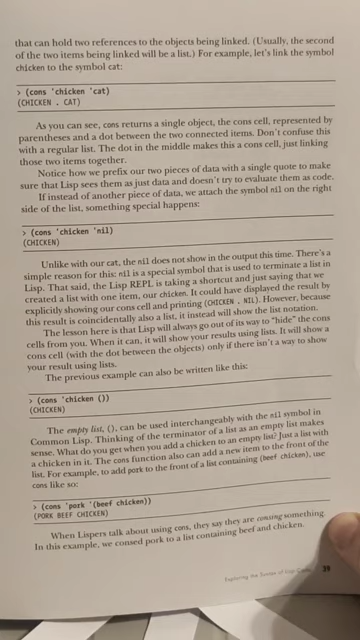 that can hold two references to the objects being linked. (Usually, the second
of the two items being linked will be a list.) For example, let's link the symbol
chicken to the symbol cat:
> (cons 'chicken 'cat)
(CHICKEN . CAT)
As you can see, cons returns a single object, the cons cell, represented by
parentheses and a dot between the two connected items. Don't confuse this
with a regular list. The dot in the middle makes this a cons cell, just linking
those two items together.
Notice how we prefix our two pieces of data with a single quote to make
sure that Lisp sees them as just data and doesn't try to evaluate them as code.
If instead of another piece of data, we attach the symbol nil on the right
side of the list, something special happens:
> (cons 'chicken 'nil)
(CHICKEN)
Unlike with our cat, the nil does not show in the output this time. There's a
simple reason for this: nil is a special symbol that is used to terminate a list in
Lisp. That said, the Lisp REPL is taking a shortcut and just saying that we
created a list with one item, our chicken. It could have displayed the result by
explicitly showing our cons cell and printing (CHICKEN . NIL). However, because
this result is coincidentally also a list, it instead will show the list notation.
The lesson here is that Lisp will always go out of its way to "hide" the cons
cells from you. When it can, it will show your results using lists. It will show a
cons cell (with the dot between the objects) only if there isn't a way to show
your result using lists.
The previous example can also be written like this:
> (cons 'chicken ())
(CHICKEN)
The empty list, (), can be used interchangeably with the nil symbol in
Common Lisp. Thinking of the terminator of a list as an empty list makes
sense. What do you get when you add a chicken to an empty list? Just a list with
a chicken in it. The cons function also can add a new item to the front of the
list. For example, to add pork to the front of a list containing (beef chicken), use
cons like so:
> (cons 'pork '(beef chicken))
(PORK BEEF CHICKEN)
When Lispers talk about using cons, they say they are consing something.
In this example, we consed pork to a list containing beef and chicken.
Exploring the Syntax of Lisp Code 39